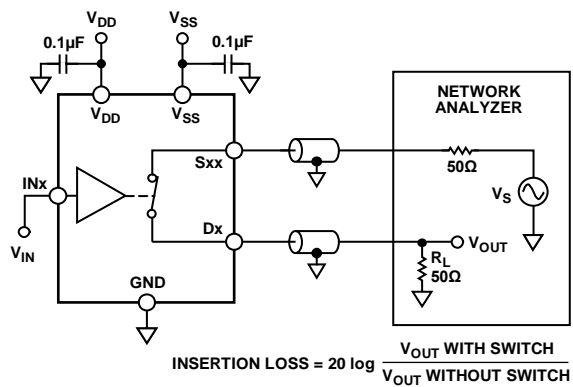 VDD
VSS
0.1µF
0.1µF
VDD
VSS
NETWORK
ANALYZER
Sxx
50Ω
VS
INx
Dx
VOUT
RL
50Ω
VIN
GND
INSERTION LOSS = 20 log VOUT WITH SWITCH
VOUT WITHOUT SWITCH